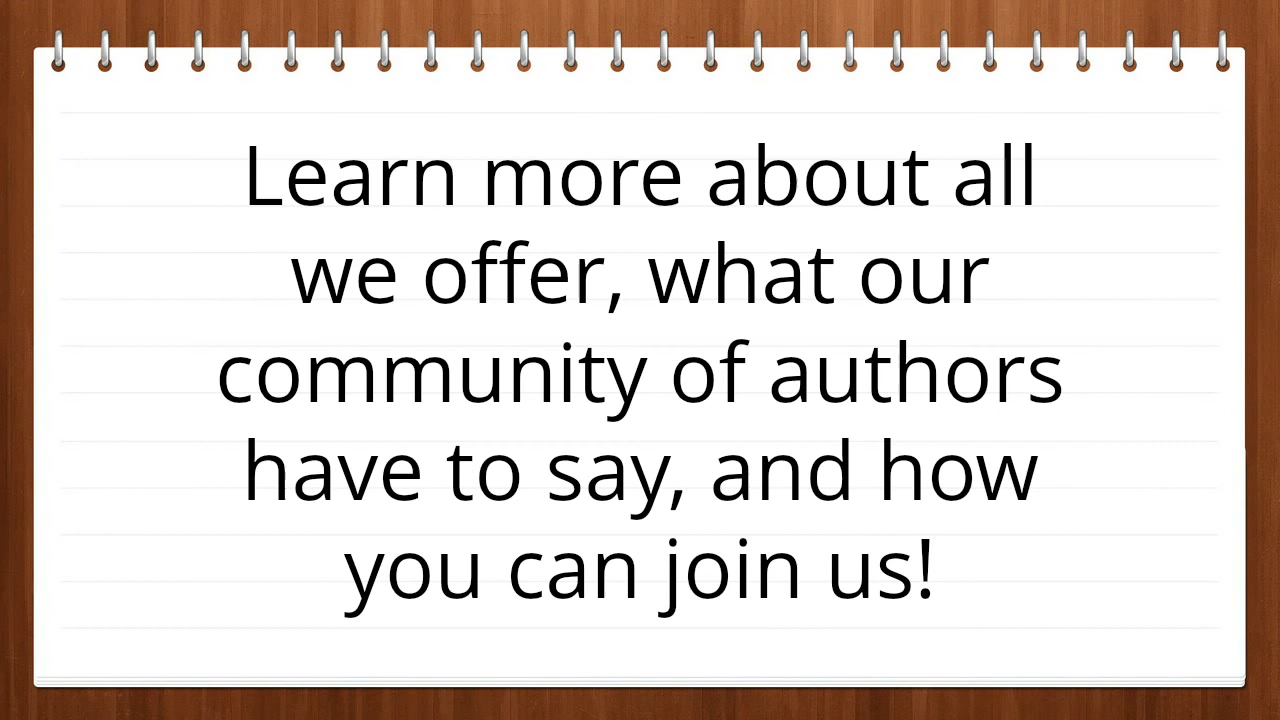 Learn more about all
we offer, what our
community of authors
have to say, and how
you can join us!